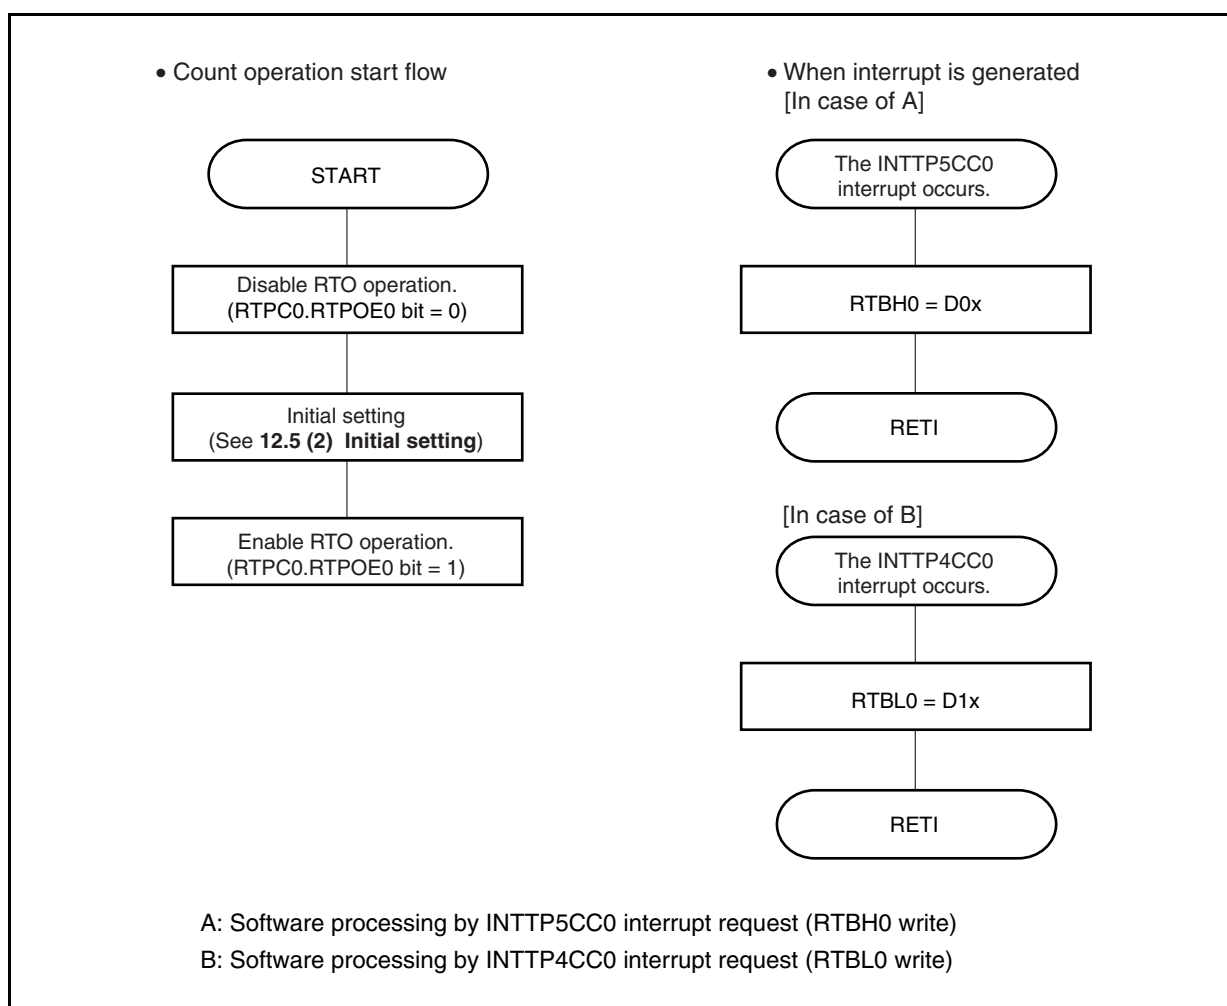 • Count operation start flow
START
Disable RTO operation.
(RTPC0.RTPOE0 bit = 0)
Initial setting
(See 12.5 (2) Initial setting)
Enable RTO operation.
(RTPC0.RTPOE0 bit = 1)
• When interrupt is generated
[In case of A]
The INTTP5CC0
interrupt occurs.
RTBH0 = D0x
RETI
[In case of B]
The INTTP4CC0
interrupt occurs.
RTBL0 = D1x
RETI
A: Software processing by INTTP5CC0 interrupt request (RTBH0 write)
B: Software processing by INTTP4CC0 interrupt request (RTBL0 write)